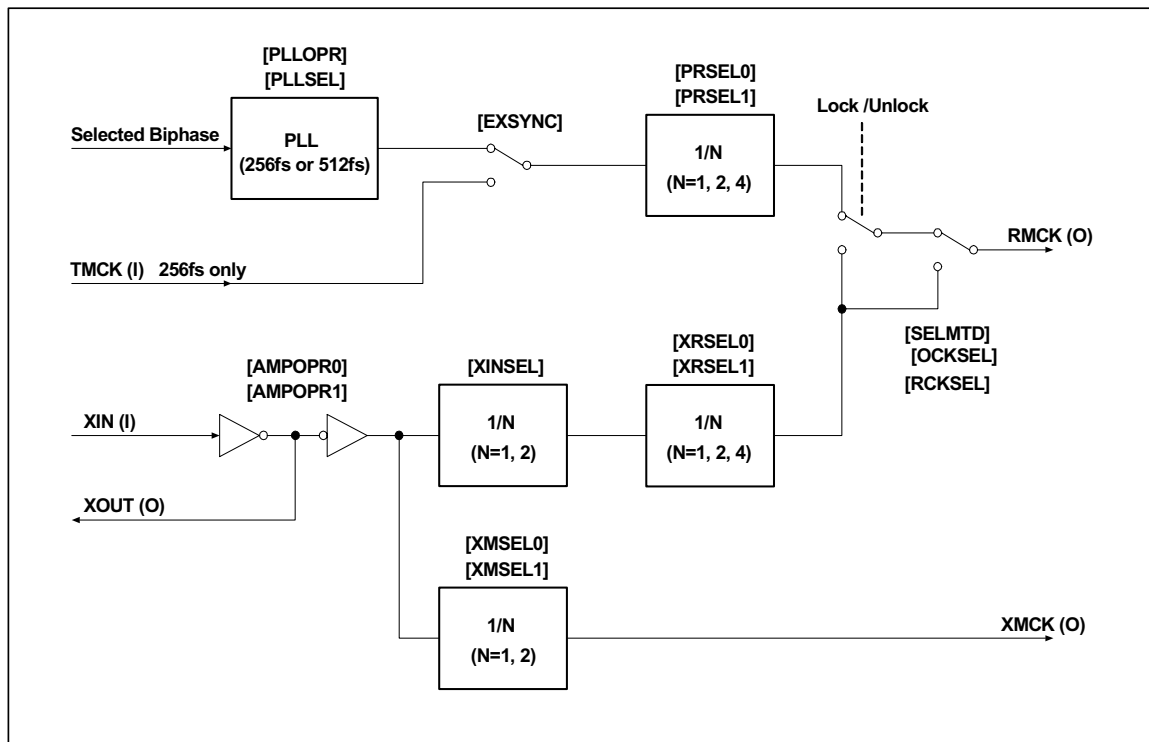 [PLLOPR]
[PLLSEL]
Selected Biphase
PLL
(256fs or 512fs)
[EXSYNC]
[PRSEL0]
[PRSEL1]
1/N
(N=1, 2, 4)
Lock /Unlock
RMCK (O)
TMCK (I) 256fs only
[SELMTD]
[OCKSEL]
[RCKSEL]
[AMPOPR0]
[AMPOPR1]
XIN (I)
XOUT (O)
[XINSEL]
1/N
(N=1, 2)
[XRSEL0]
[XRSEL1]
1/N
(N=1, 2, 4)
[XMSEL0]
[XMSEL1]
1/N
(N=1, 2)
XMCK (O)